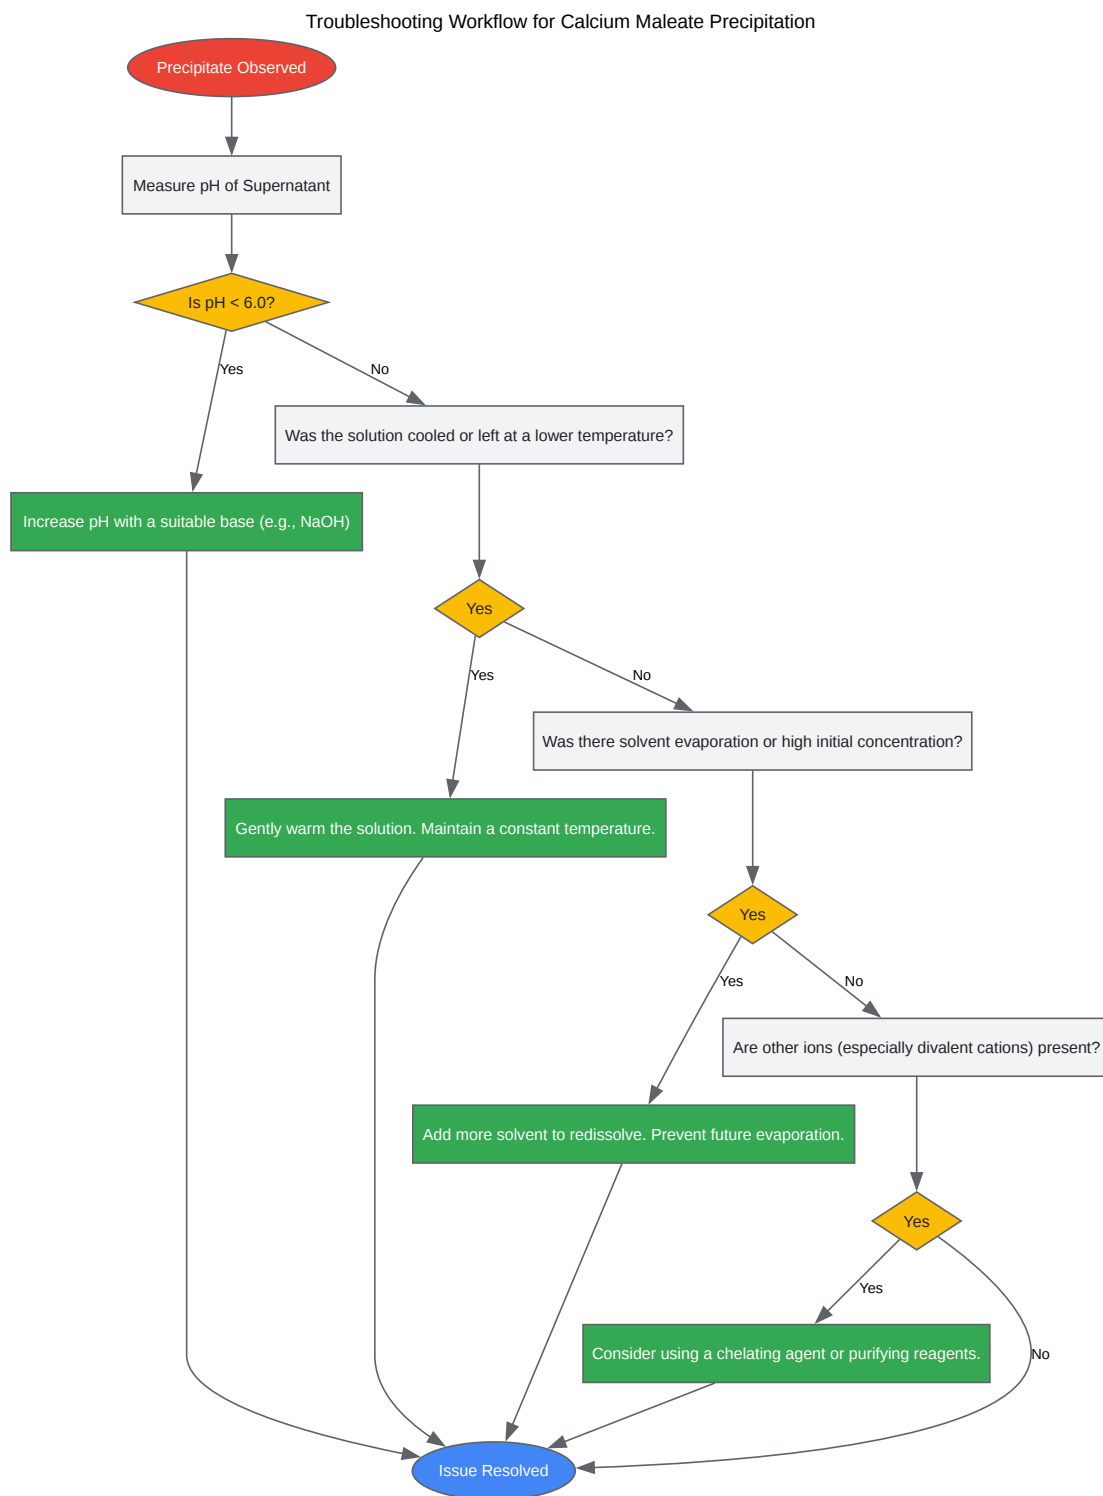 Troubleshooting Workflow for Calcium Maleate Precipitation
Precipitate Observed
Measure pH of Supernatant
Is pH < 6.0?
Yes
No
Was the solution cooled or left at a lower temperature?
Increase pH with a suitable base (e.g., NaOH)
Yes
Yes
No
Was there solvent evaporation or high initial concentration?
Gently warm the solution. Maintain a constant temperature.
Yes
Yes
No
Are other ions (especially divalent cations) present?
Add more solvent to redissolve. Prevent future evaporation.
Yes
Yes
Consider using a chelating agent or purifying reagents.
No
Issue Resolved